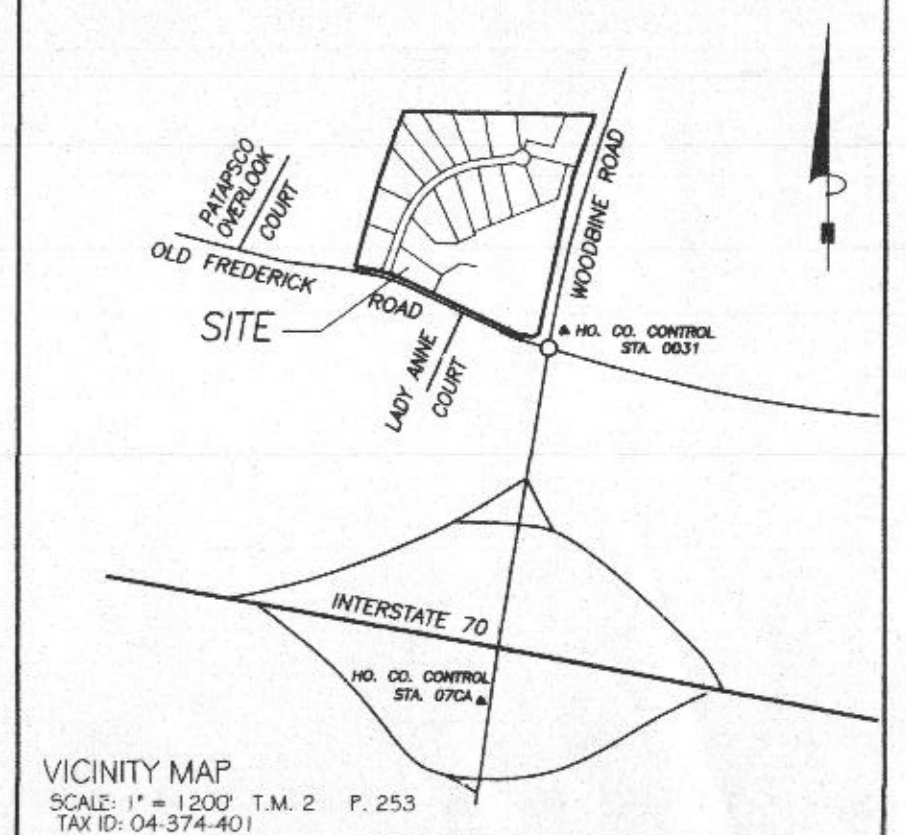 PATAPSCO
OVERLOOK
COURT
WOODBINE ROAD
OLD FREDERICK
ROAD
SITE
HO. CO. CONTROL
STA. 0031
LADY ANNE
COURT
INTERSTATE 70
HO. CO. CONTROL
STA. 07CA
VICINITY MAP
SCALE: 1" = 1200' T.M. 2 P. 253
TAX ID: 04-374-401